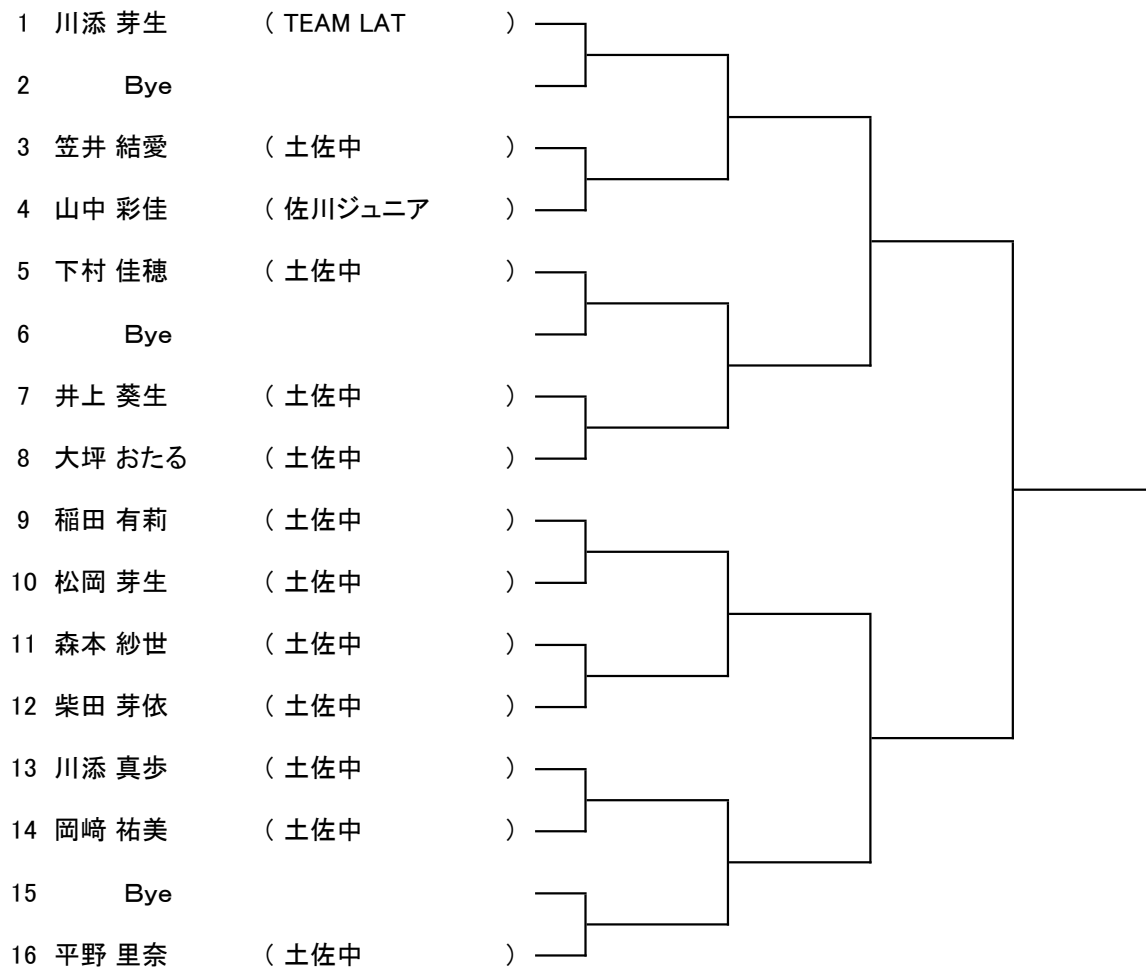 1 川添 芽生 ( TEAM LAT )
2 Bye
3 笠井 結愛 ( 土佐中 )
4 山中 彩佳 ( 佐川ジュニア )
5 下村 佳穂 ( 土佐中 )
6 Bye
7 井上 葵生 ( 土佐中 )
8 大坪 おたる ( 土佐中 )
9 稲田 有莉 ( 土佐中 )
10 松岡 芽生 ( 土佐中 )
11 森本 紗世 ( 土佐中 )
12 柴田 芽依 ( 土佐中 )
13 川添 真歩 ( 土佐中 )
14 岡﨑 祐美 ( 土佐中 )
15 Bye
16 平野 里奈 ( 土佐中 )